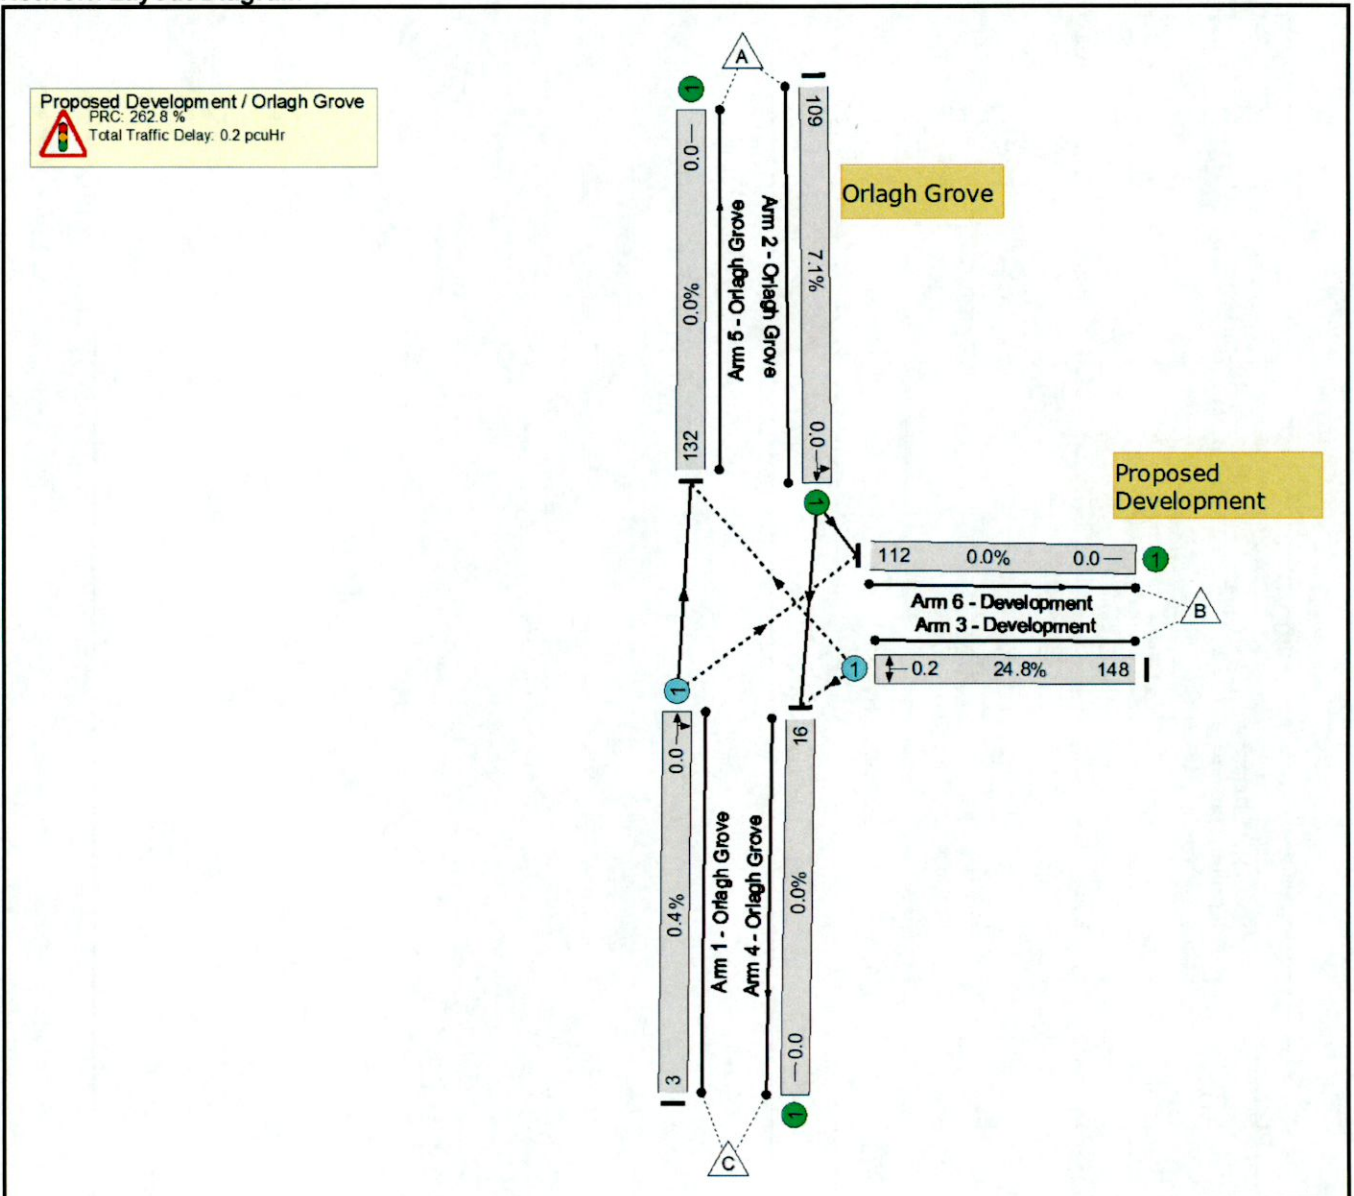 Proposed Development / Orlagh Grove
PRC: 262.8 %
Total Traffic Delay: 0.2 pcuHr
A
1
109
0.0
Orlagh Grove
Arm 5 - Orlagh Grove
Arm 2 - Orlagh Grove
7.1%
0.0%
132
0.0
Proposed
Development
1
112 0.0% 0.0
1
Arm 6 - Development
Arm 3 - Development
B
1
0.2 24.8% 148
1
16
0.0
Arm 1 - Orlagh Grove
Arm 4 - Orlagh Grove
0.4%
0.0%
0.0
3
1
C